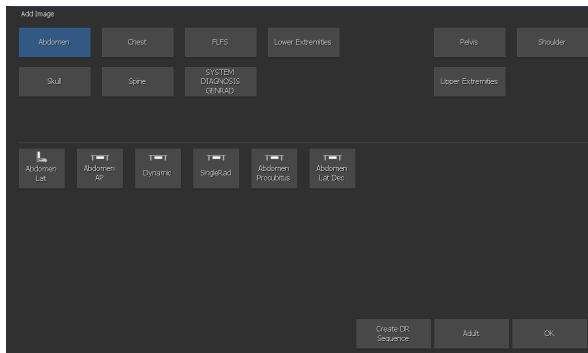 Add Image
Abdomen
Chest
FLFS
Lower Extremities
Pelvis
Shoulder
Skull
Spine
SYSTEM
DIAGNOSIS
GENRAD
Upper Extremities
Abdomen
Lat
Abdomen
AP
Dynamic
SingleRad
Abdomen
Procubitus
Abdomen
Lat Dec
Create DR
Sequence
Adult
OK